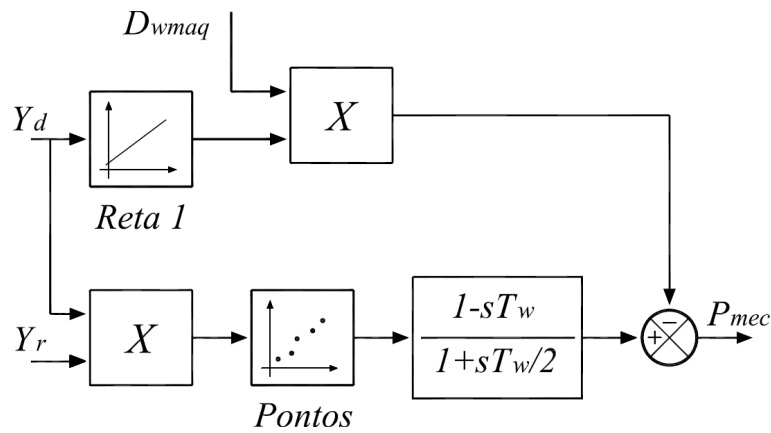 Dwmaq
Yd
X
Reta 1
Yr
X
Pontos
1-sTw
1+sTw/2
−
+
Pmec